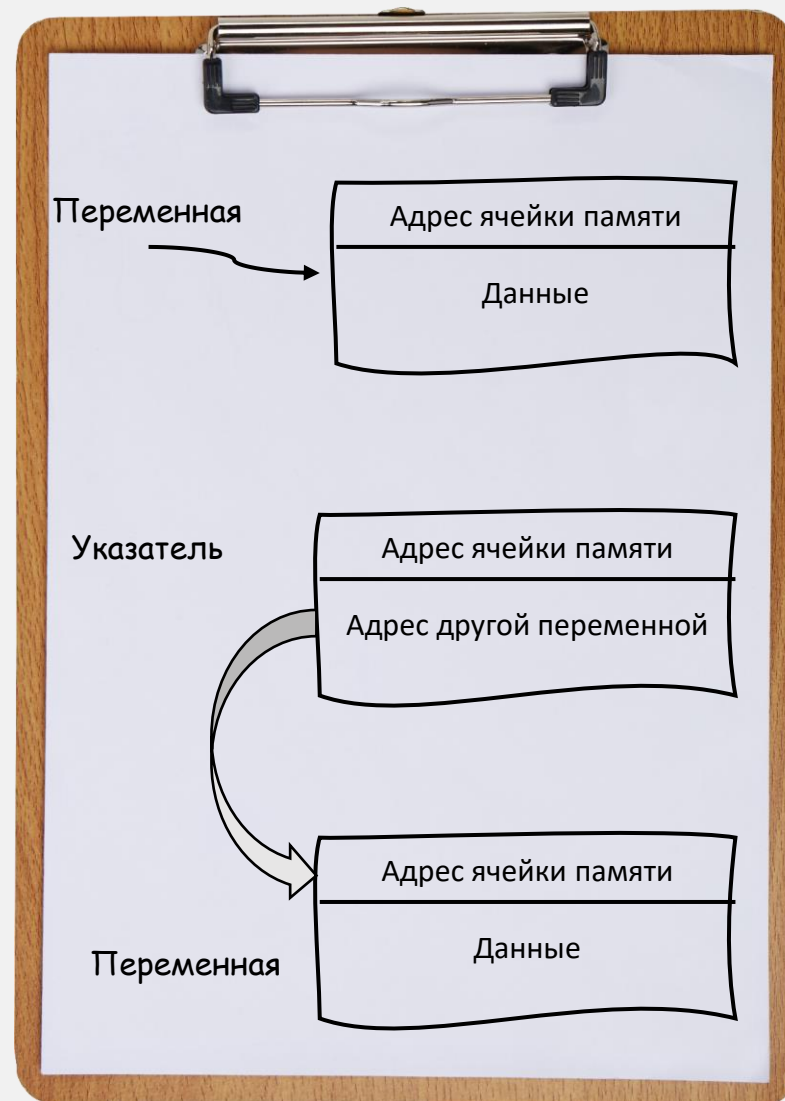 Переменная
Адрес ячейки памяти
Данные
Указатель
Адрес ячейки памяти
Адрес другой переменной
Адрес ячейки памяти
Данные
Переменная